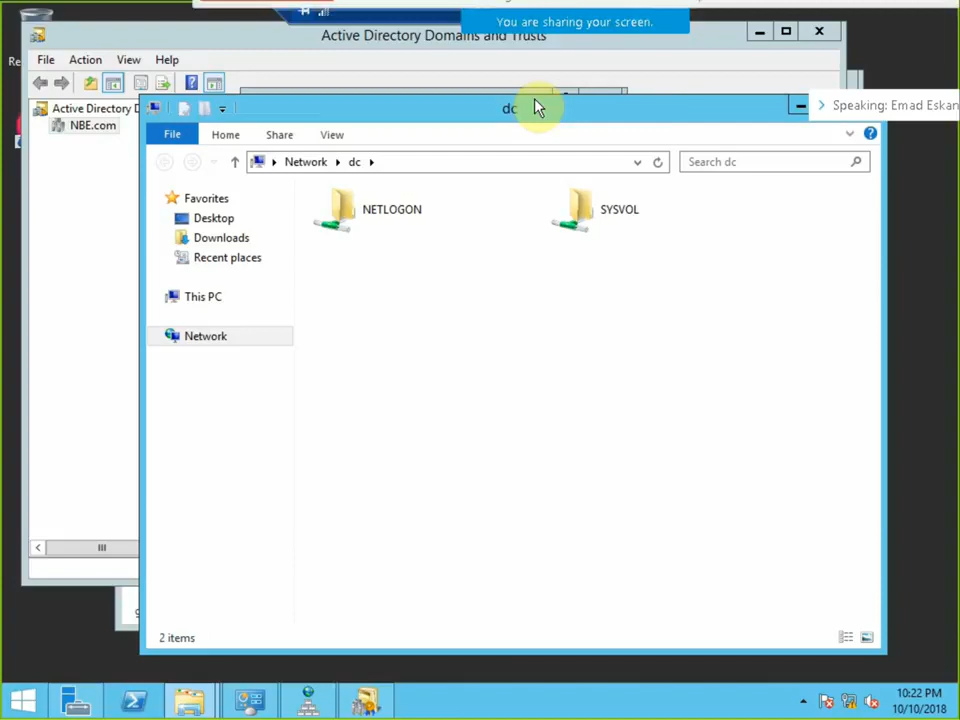 You are sharing your screen.
Active Directory Domains and Trusts
Re
File Action View Help
Active Directory D
NBE.com
dc
Speaking: Emad Eskan
File Home Share View
Network dc
Search dc
Favorites
Desktop
Downloads
Recent places
This PC
Network
NETLOGON
SYSVOL
2 items
10:22 PM
10/10/2018